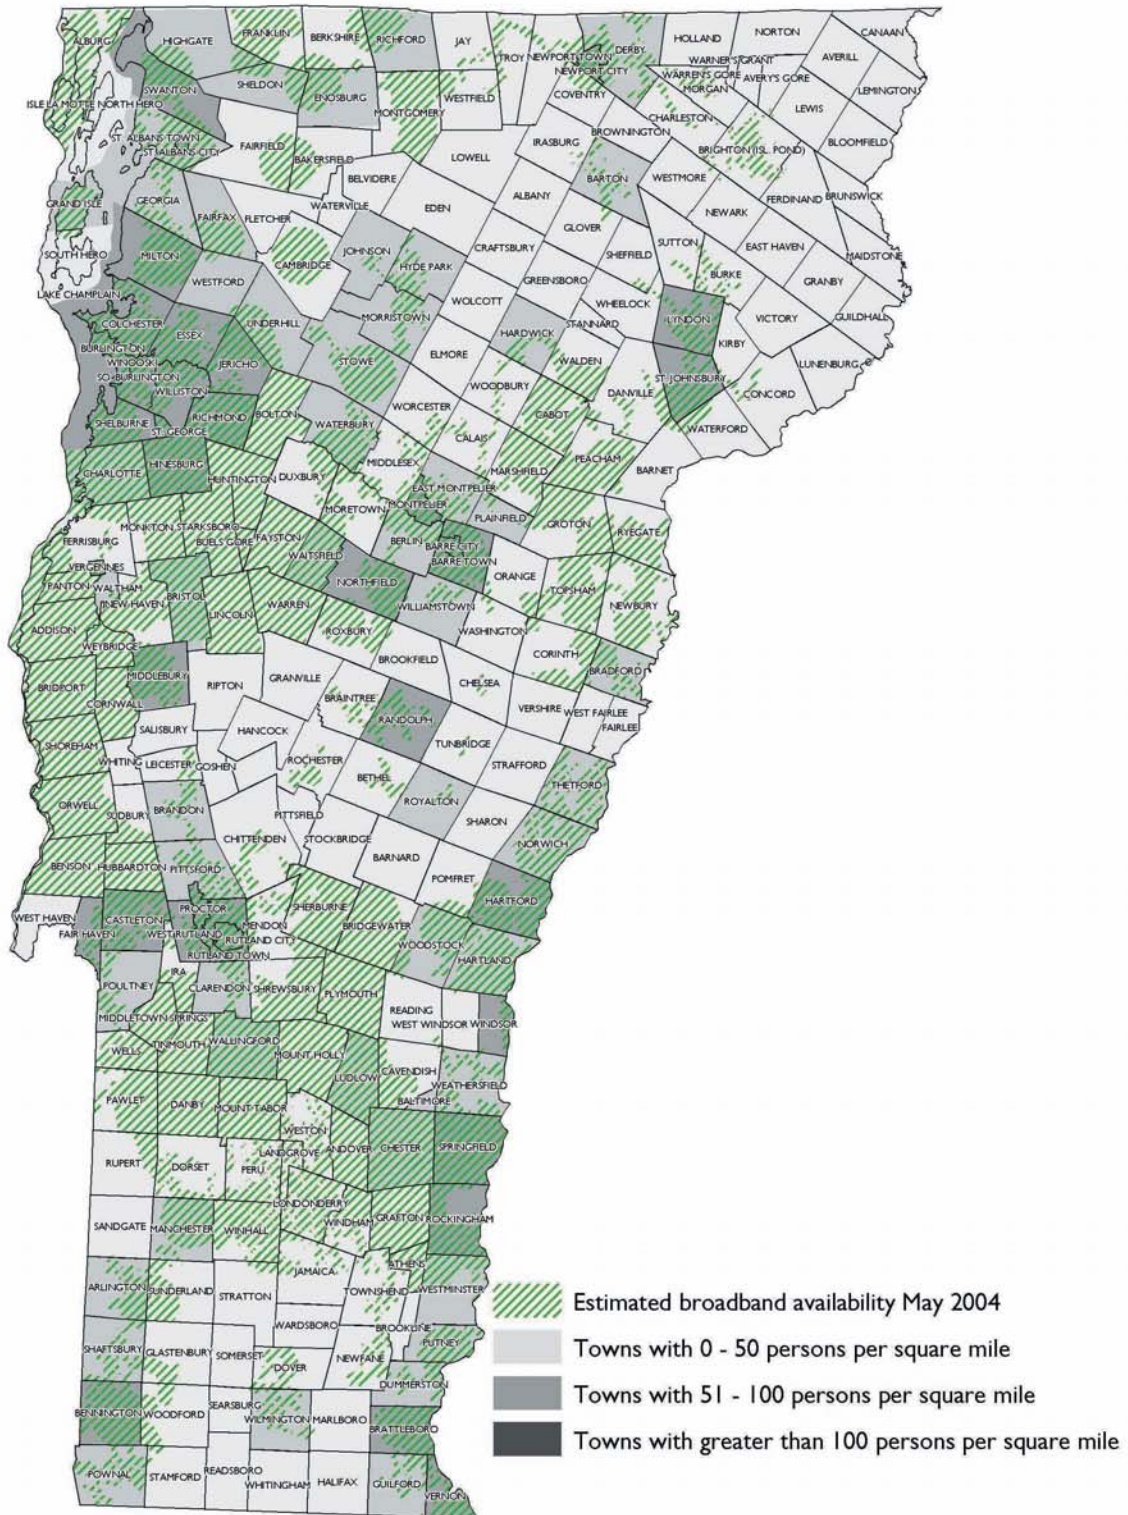 ALBURG
HIGHGATE
FRANKLIN
BERKSHIRE
RICHFORD
JAY
TROY
NEWPORT TOWN
NEWPORT CITY
DERBY
HOLLAND
NORTON
CANAAN
WARNER'S GRANT
AVERILL
WARREN'S GORE
AVERY'S GORE
MORGAN
LEMINGTON
SWANTON
SHELDON
ENOSBURG
MONTGOMERY
WESTFIELD
COVENTRY
CHARLESTON
LEWIS
ISLE LA MOTTE
NORTH HERO
ST. ALBANS TOWN
ST. ALBANS CITY
FAIRFIELD
BAKERSFIELD
LOWELL
IRASBURG
BROWNINGTON
BRIGHTON (ISL. POND)
BLOOMFIELD
BELVIDERE
BARTON
WESTMORE
GRAND ISLE
GEORGIA
FAIRFAX
FLETCHER
WATERVILLE
EDEN
ALBANY
GLOVER
NEWARK
FERDINAND
BRUNSWICK
SOUTH HERO
MILTON
WESTFORD
CAMBRIDGE
JOHNSON
HYDE PARK
CRAFTSBURY
GREENSBORO
SHEFFIELD
SUTTON
BURKE
EAST HAVEN
MAIDSTONE
GRANBY
LAKE CHAMPLAIN
COLCHESTER
ESSEX
UNDERHILL
MORRISTOWN
WOLCOTT
HARDWICK
STANNARD
WHEELOCK
LYNDON
KIRBY
VICTORY
GUILDHALL
BURLINGTON
WINOOSKI
SO. BURLINGTON
WILLISTON
JERICHO
STOWE
ELMORE
WOODBURY
WALDEN
DANVILLE
ST. JOHNSBURY
CONCORD
LUNENBURG
SHELBURNE
ST. GEORGE
RICHMOND
BOLTON
WATERBURY
WORCESTER
CALAIS
CABOT
WATERFORD
CHARLOTTE
HINESBURG
HUNTINGTON
DUXBURY
MIDDLESEX
EAST MONTPELIER
MARSHFIELD
PEACHAM
BARNET
MORETOWN
MONTPELIER
PLAINFIELD
GROTON
RYEGATE
FERRISBURG
MONKTON
STARKSBORO
BUELS GORE
FAYSTON
WAITSFIELD
BERLIN
BARRE CITY
BARRE TOWN
VERGENNES
PANTON
WALTHAM
NEW HAVEN
BRISTOL
LINCOLN
WARREN
NORTHFIELD
WILLIAMSTOWN
ORANGE
TOPSHAM
NEWBURY
ADDISON
WEYBRIDGE
ROXBURY
WASHINGTON
CORINTH
BRADFORD
BRIDPORT
MIDDLEBURY
CORNWALL
RIPTON
GRANVILLE
BRAINTREE
BROOKFIELD
CHELSEA
VERSHIRE
WEST FAIRLEE
FAIRLEE
SHOREHAM
SALISBURY
HANCOCK
RANDOLPH
TUNBRIDGE
STRAFFORD
WHITING
LEICESTER
GOSHEN
ROCHESTER
BETHEL
THETFORD
ORWELL
SUDBURY
BRANDON
PITTSFIELD
ROYALTON
SHARON
CHITTENDEN
STOCKBRIDGE
NORWICH
BENSON
HUBBARDTON
PITTSFORD
BARNARD
POMFRET
WEST HAVEN
CASTLETON
PROCTOR
MENDON
SHERBURNE
BRIDGEWATER
HARTFORD
FAIR HAVEN
WEST RUTLAND
RUTLAND CITY
RUTLAND TOWN
WOODSTOCK
HARTLAND
POULTNEY
IRA
CLARENDON
SHREWSBURY
PLYMOUTH
READING
WEST WINDSOR
WINDSOR
MIDDLETOWN SPRINGS
WELLS
TINMOUTH
WALLINGFORD
MOUNT HOLLY
LUDLOW
CAVENDISH
WEATHERSFIELD
BALTIMORE
PAWLET
DANBY
MOUNT TABOR
WESTON
LANDGROVE
ANDOVER
CHESTER
SPRINGFIELD
RUPERT
DORSET
PERU
LONDONDERRY
WINDHAM
GRAFTON
ROCKINGHAM
SANDGATE
MANCHESTER
WINHALL
ATHENS
JAMAICA
ARLINGTON
SUNDERLAND
STRATTON
TOWNSHEND
WESTMINSTER
WARDSBORO
BROOKLINE
PUTNEY
SHAFTSBURY
GLASTENBURY
SOMERSET
DOVER
NEWFANE
DUMMERSTON
BENNINGTON
WOODFORD
SEARSBURG
WILMINGTON
MARLBORO
BRATTLEBORO
POWNAL
STAMFORD
READSBORO
WHITINGHAM
HALIFAX
GUILFORD
VERNON
Estimated broadband availability May 2004
Towns with 0 - 50 persons per square mile
Towns with 51 - 100 persons per square mile
Towns with greater than 100 persons per square mile